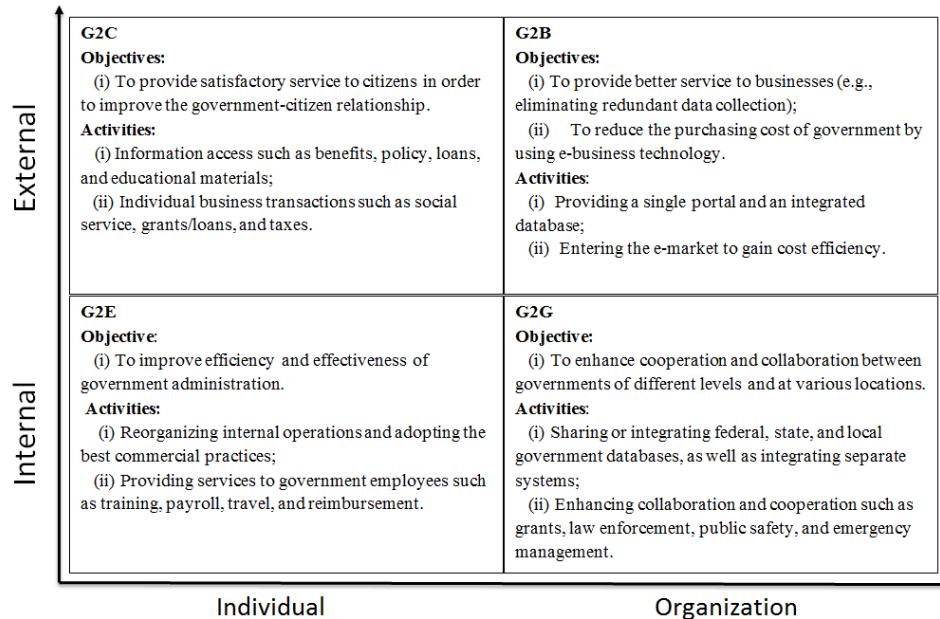 External
G2C
Objectives:
(i) To provide satisfactory service to citizens in order
to improve the government-citizen relationship.
Activities:
(i) Information access such as benefits, policy, loans,
and educational materials;
(ii) Individual business transactions such as social
service, grants/loans, and taxes.
G2B
Objectives:
(i) To provide better service to businesses (e.g.,
eliminating redundant data collection);
(ii) To reduce the purchasing cost of government by
using e-business technology.
Activities:
(i) Providing a single portal and an integrated
database;
(ii) Entering the e-market to gain cost efficiency.
Internal
G2E
Objective:
(i) To improve efficiency and effectiveness of
government administration.
Activities:
(i) Reorganizing internal operations and adopting the
best commercial practices;
(ii) Providing services to government employees such
as training, payroll, travel, and reimbursement.
G2G
Objective:
(i) To enhance cooperation and collaboration between
governments of different levels and at various locations.
Activities:
(i) Sharing or integrating federal, state, and local
government databases, as well as integrating separate
systems;
(ii) Enhancing collaboration and cooperation such as
grants, law enforcement, public safety, and emergency
management.
Individual
Organization